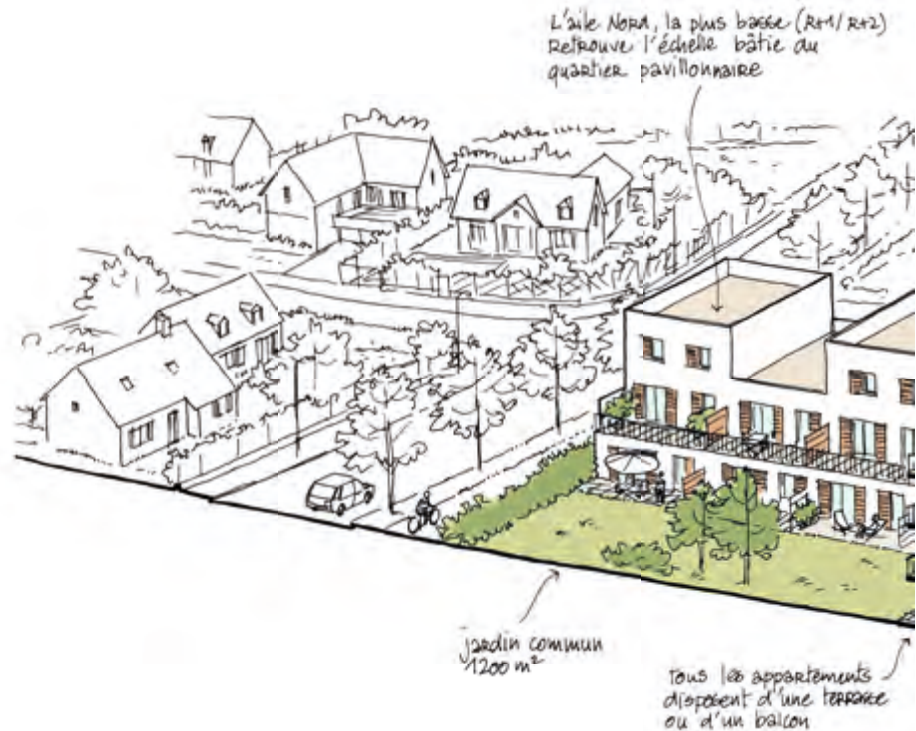 L'aile Nord, la plus basse (R+1/R+2)
Retrouve l'échelle bâtie du
quartier pavillonnaire
jardin commun
1200 m²
tous les appartements
disposent d'une terrasse
ou d'un balcon